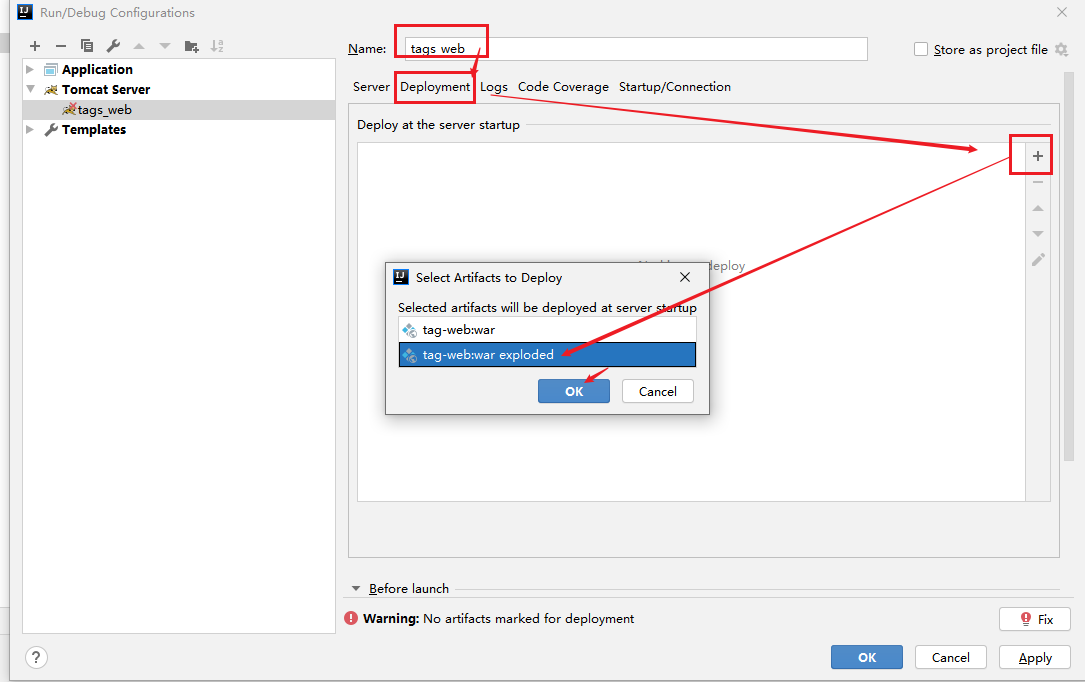 Run/Debug Configurations
Name: tags_web
Store as project file
Application
Tomcat Server
tags_web
Templates
Server Deployment Logs Code Coverage Startup/Connection
Deploy at the server startup
deploy
Select Artifacts to Deploy
Selected artifacts will be deployed at server startup
tag-web:war
tag-web:war exploded
OK Cancel
Before launch
Warning: No artifacts marked for deployment
Fix
? OK Cancel Apply